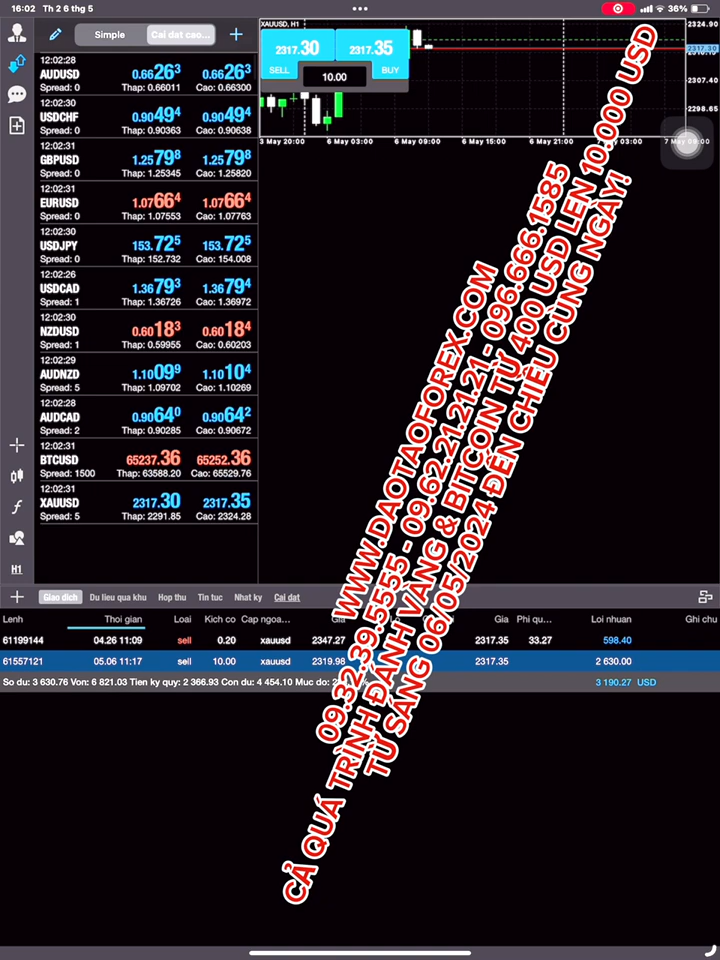 16:02 Th 2 6 thg 5
36%
Simple Cai dat cao...
12:02:28
AUDUSD 0.66263 0.66263
Spread: 0 Thap: 0.66011 Cao: 0.66300
12:02:30
USDCHF 0.90494 0.90494
Spread: 0 Thap: 0.90363 Cao: 0.90638
12:02:31
GBPUSD 1.25798 1.25798
Spread: 0 Thap: 1.25345 Cao: 1.25820
12:02:31
EURUSD 1.07664 1.07664
Spread: 0 Thap: 1.07553 Cao: 1.07763
12:02:30
USDJPY 153.725 153.725
Spread: 0 Thap: 152.732 Cao: 154.008
12:02:26
USDCAD 1.36793 1.36794
Spread: 1 Thap: 1.36726 Cao: 1.36972
12:02:30
NZDUSD 0.60183 0.60184
Spread: 1 Thap: 0.59955 Cao: 0.60203
12:02:29
AUDNZD 1.10099 1.10104
Spread: 5 Thap: 1.09702 Cao: 1.10269
12:02:28
AUDCAD 0.90640 0.90642
Spread: 2 Thap: 0.90285 Cao: 0.90672
12:02:31
BTCUSD 65237.36 65252.36
Spread: 1500 Thap: 63588.20 Cao: 65529.76
12:02:31
XAUUSD 2317.30 2317.35
Spread: 5 Thap: 2291.85 Cao: 2324.28
H1
XAUUSD, H1
2317.30 2317.35
SELL 10.00 BUY
2324.90
2317.30
2307.40
2298.65
3 May 20:00 6 May 03:00 6 May 09:00 6 May 15:00 6 May 21:00 7 May 03:00 7 May 09:00
WWW.DAOTAOFOREX.COM
09.32.39.5555 - 09.62.21.21.21 - 096.666.1585
CẢ QUÁ TRÌNH ĐÁNH VÀNG & BITCOIN TỪ 400 USD LEN 10.000 USD
TỪ SÁNG 06/05/2024 ĐẾN CHIỀU CÙNG NGÀY!
Giao dich Du lieu qua khu Hop thu Tin tuc Nhat ky Cai dat
Lenh Thoi gian Loai Kich co Cap ngoa... Gia Gia Phi qu... Loi nhuan Ghi chu
61199144 04.26 11:09 sell 0.20 xauusd 2347.27 2317.35 33.27 598.40
61557121 05.06 11:17 sell 10.00 xauusd 2319.98 2317.35 2 630.00
So du: 3 630.76 Von: 6 821.03 Tien ky quy: 2 366.93 Con du: 4 454.10 Muc do: 3 190.27 USD